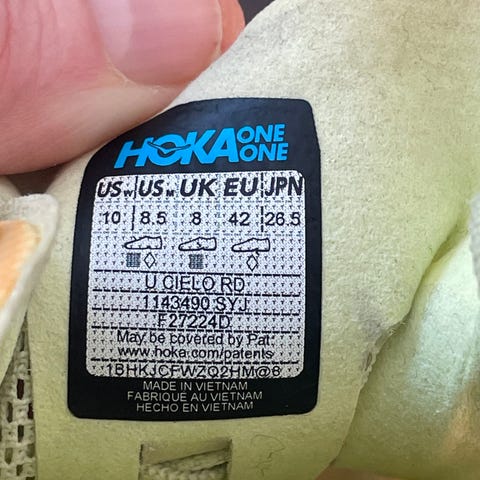 HOKA ONE ONE
USw USM UK EU JPN
10 8.5 8 42 26.5
U CIELO RD
1143490 SYJ
F27224D
May be covered by Pat:
www.hoka.com/patents
1BHKJCFWZQ2HM@8
MADE IN VIETNAM
FABRIQUE AU VIETNAM
HECHO EN VIETNAM